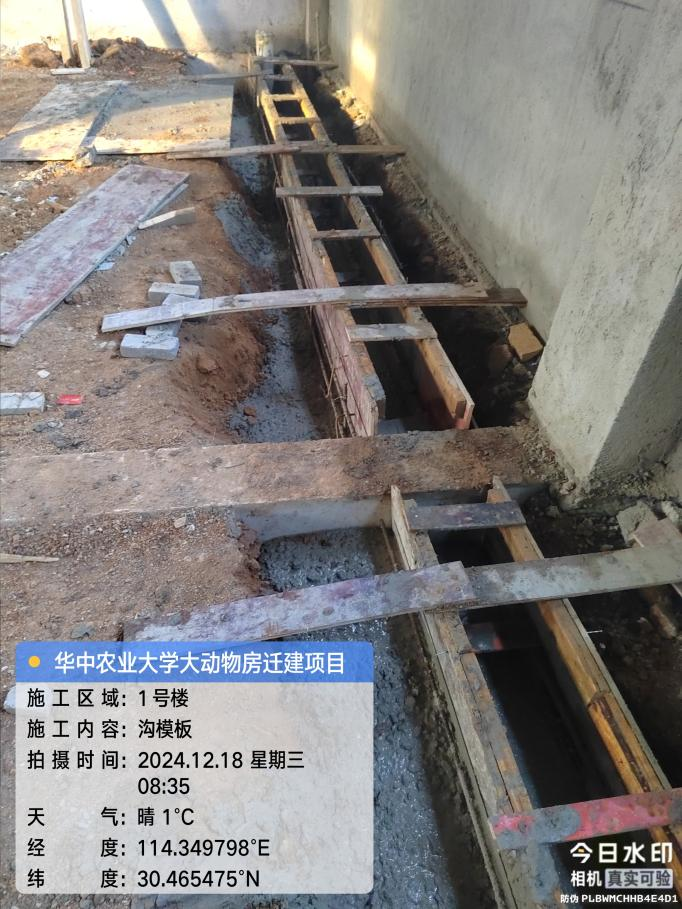 华中农业大学大动物房迁建项目
施工区域：1号楼
施工内容：沟模板
拍摄时间：2024.12.18 星期三
08:35
天气：晴 1℃
经度：114.349798°E
纬度：30.465475°N
今日水印
相机 真实可验
防伪 PLBWMCHHB4E4D1